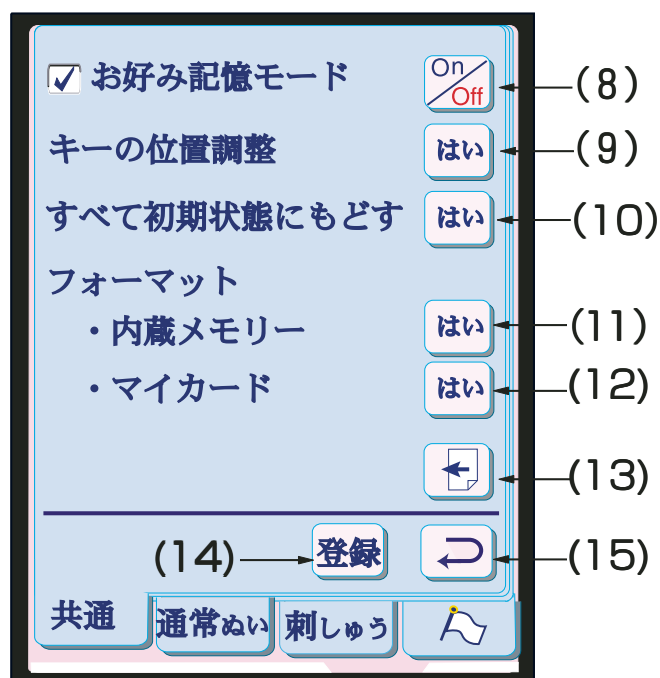 お好み記憶モード On Off (8)
キーの位置調整 はい (9)
すべて初期状態にもどす はい (10)
フォーマット
・内蔵メモリー はい (11)
・マイカード はい (12)
(13)
(14) 登録 (15)
共通 通常ぬい 刺しゅう